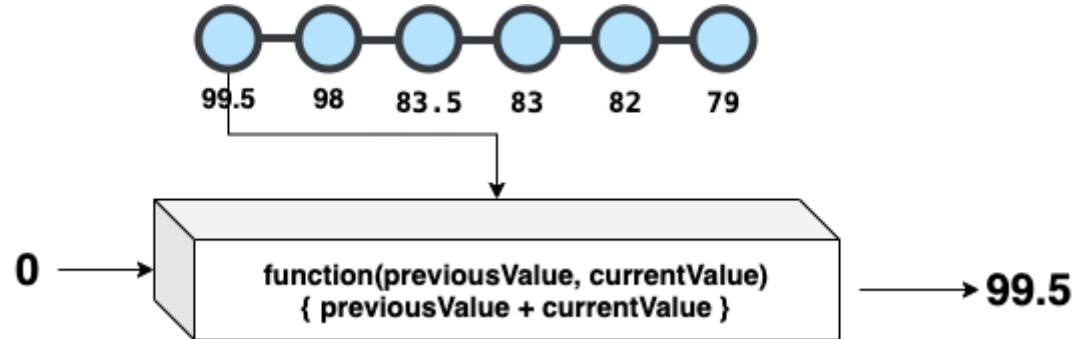 99.5 98 83.5 83 82 79
function(previousValue, currentValue)
0
{ previousValue + currentValue }
99.5